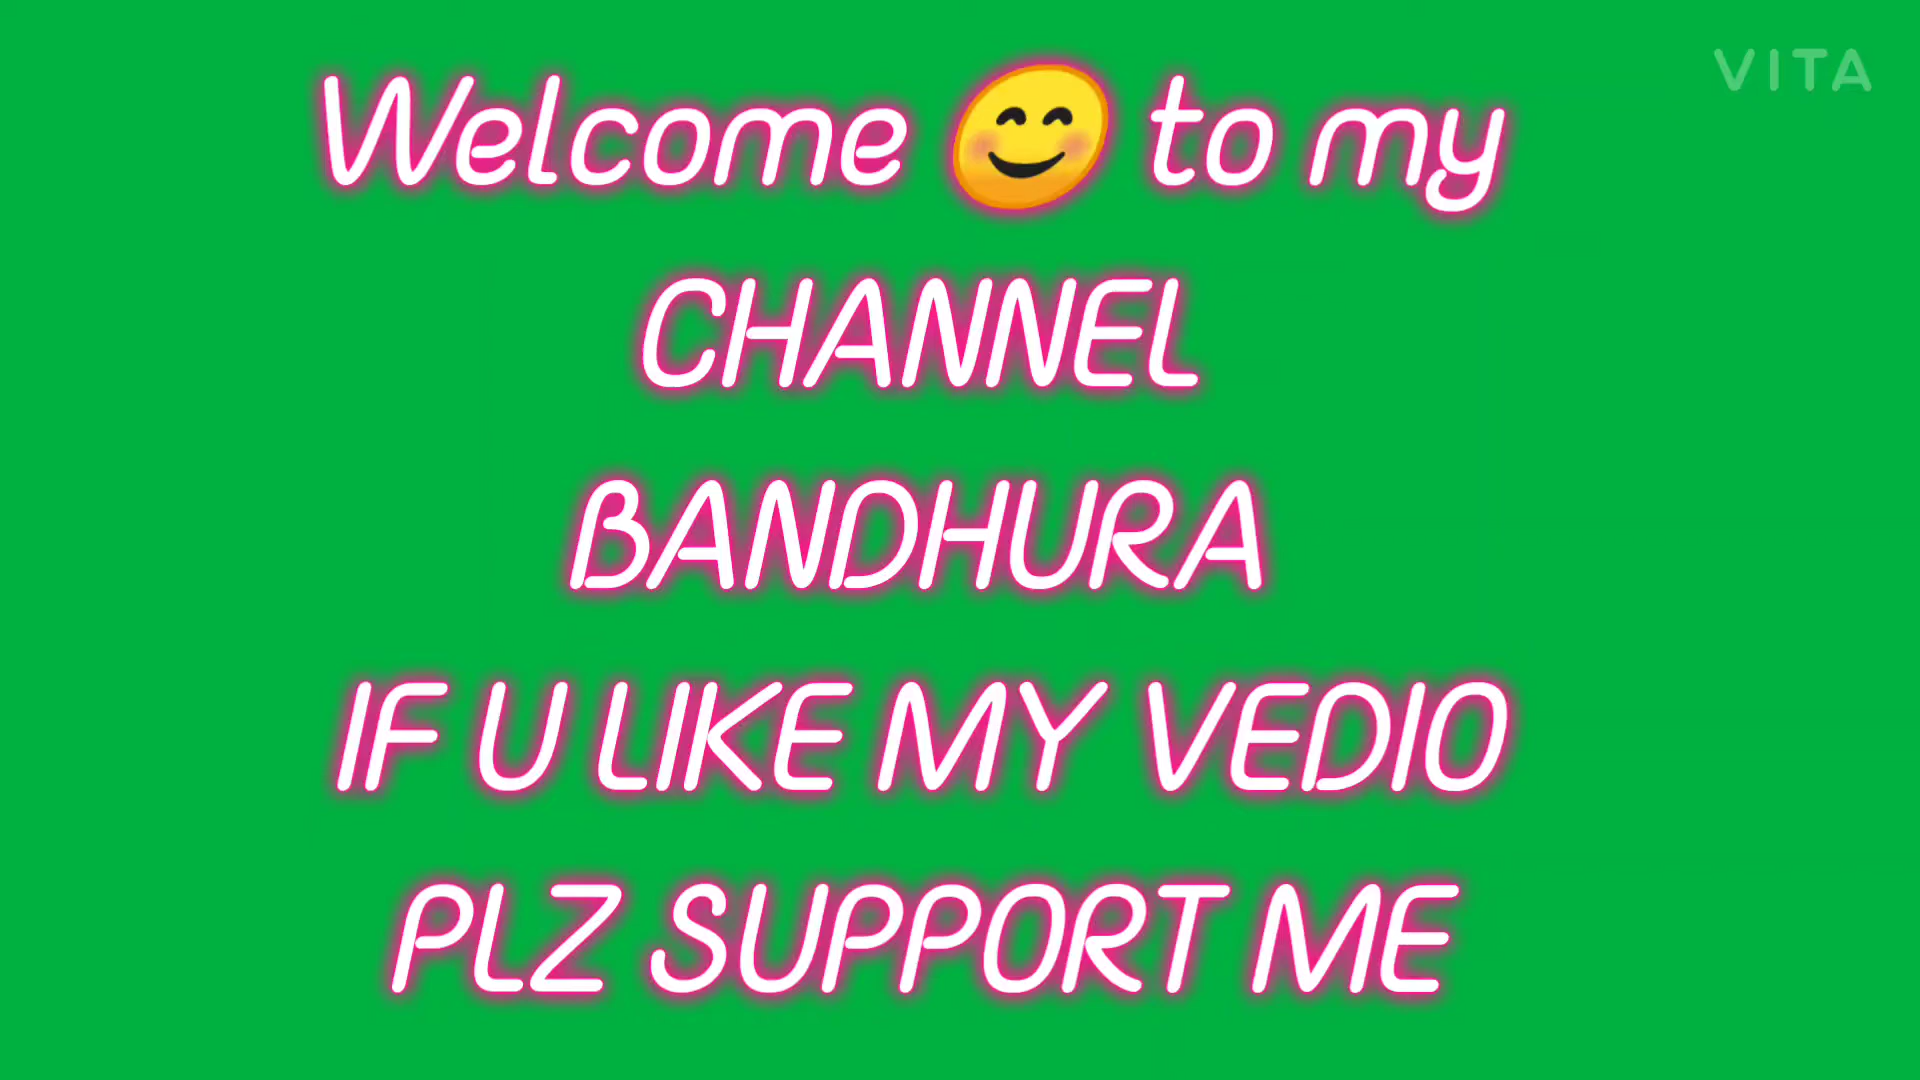 VITA
Welcome 😊 to my
CHANNEL
BANDHURA
IF U LIKE MY VEDIO
PLZ SUPPORT ME